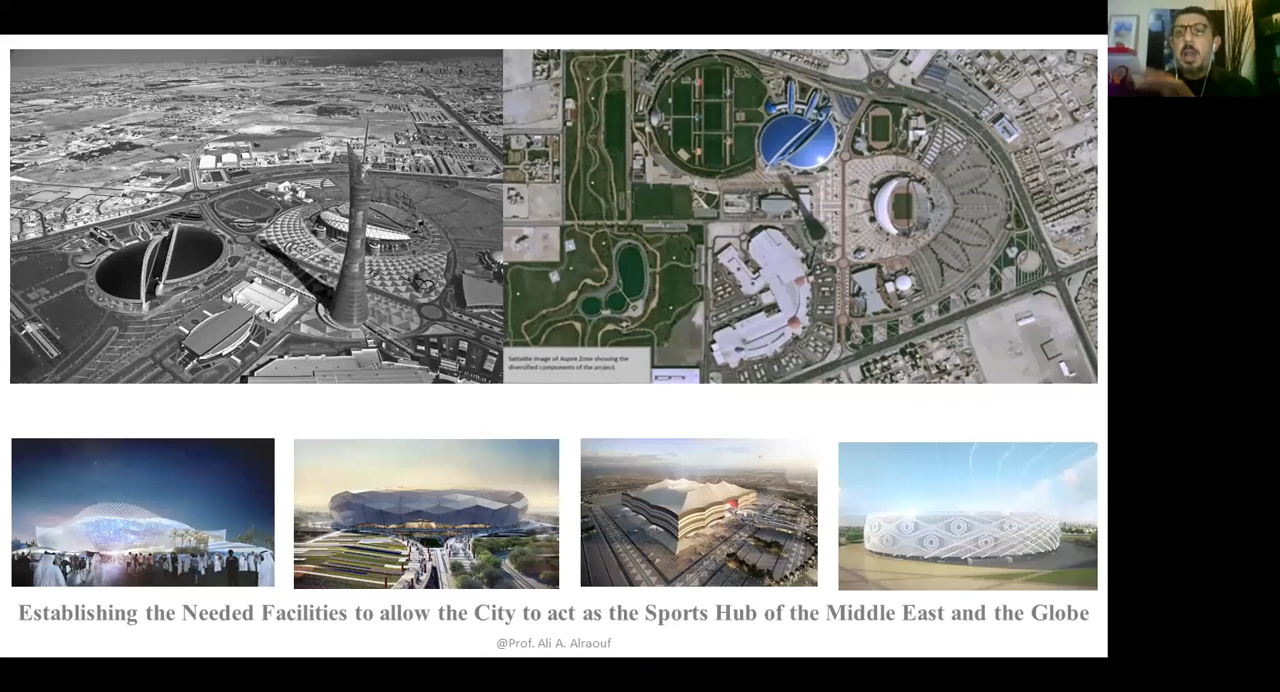 Sattalite image of Aspire Zone showing the
diversified components of the project.
Establishing the Needed Facilities to allow the City to act as the Sports Hub of the Middle East and the Globe
@Prof. Ali A. Alraouf